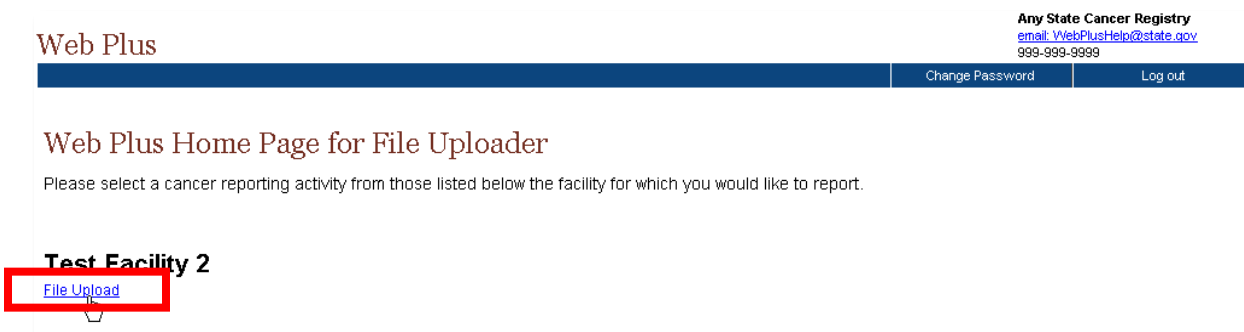 Any State Cancer Registry
email: WebPlusHelp@state.gov
999-999-9999
Web Plus
Change Password
Log out
Web Plus Home Page for File Uploader
Please select a cancer reporting activity from those listed below the facility for which you would like to report.
Test Facility 2
File Upload